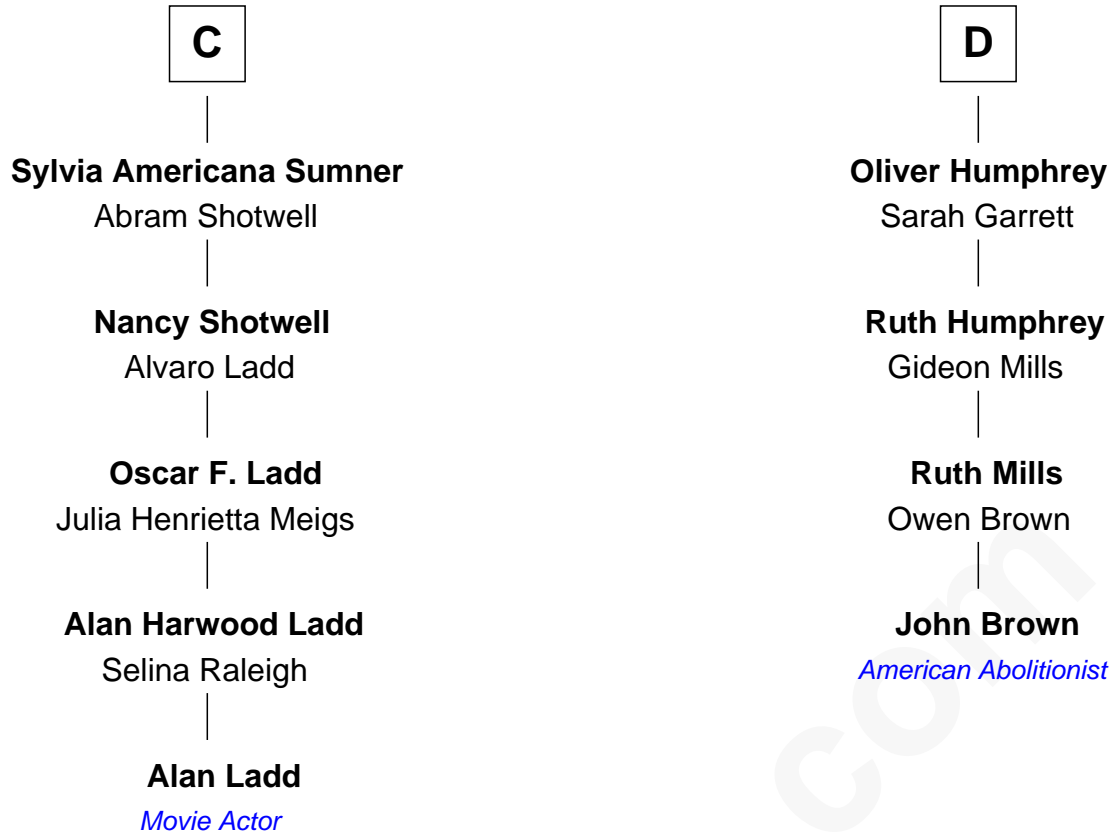 C
Sylvia Americana Sumner
Abram Shotwell
Nancy Shotwell
Alvaro Ladd
Oscar F. Ladd
Julia Henrietta Meigs
Alan Harwood Ladd
Selina Raleigh
Alan Ladd
Movie Actor
D
Oliver Humphrey
Sarah Garrett
Ruth Humphrey
Gideon Mills
Ruth Mills
Owen Brown
John Brown
American Abolitionist
com